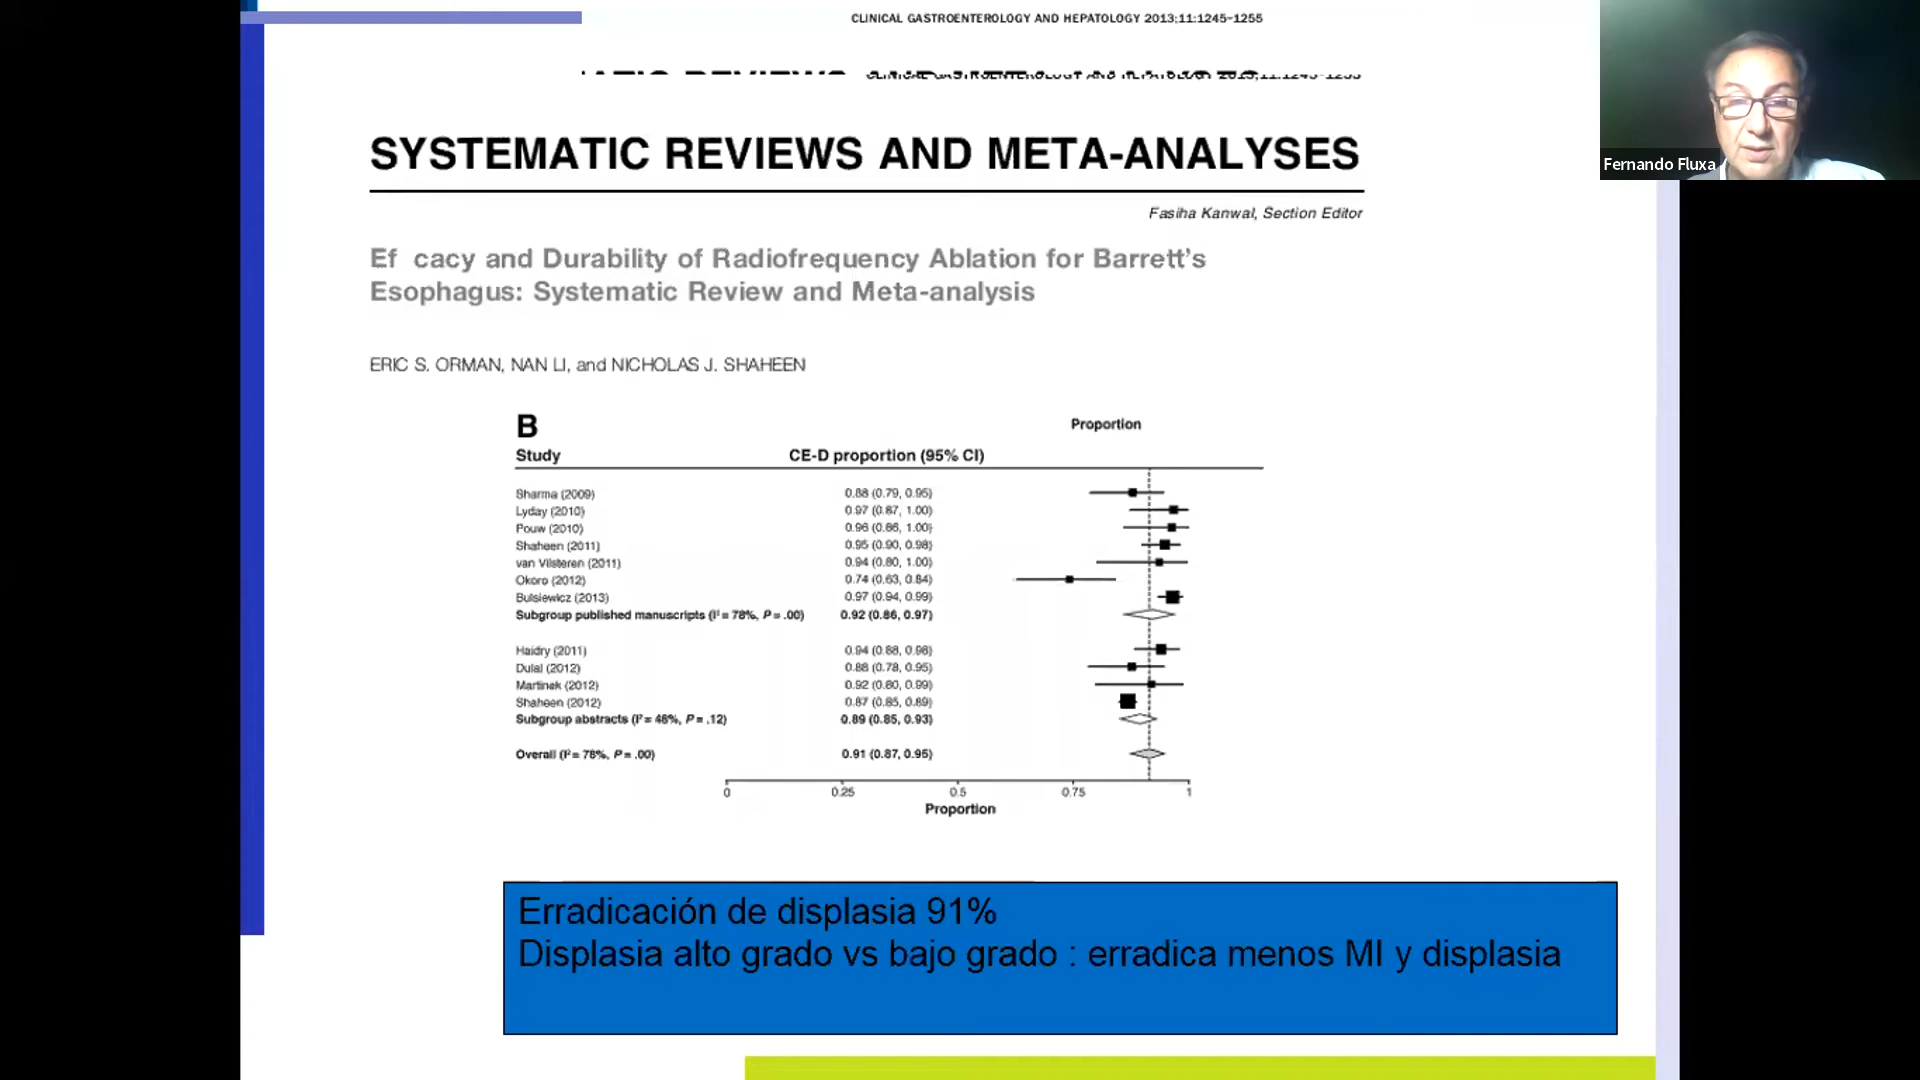 CLINICAL GASTROENTEROLOGY AND HEPATOLOGY 2013;11:1245–1255
SYSTEMATIC REVIEWS AND META-ANALYSES
Fasiha Kanwal, Section Editor
Fernando Fluxa
Ef cacy and Durability of Radiofrequency Ablation for Barrett's
Esophagus: Systematic Review and Meta-analysis
ERIC S. ORMAN, NAN LI, and NICHOLAS J. SHAHEEN
B
Proportion
Study CE-D proportion (95% CI)
Sharma (2009) 0.88 (0.79, 0.95)
Lyday (2010) 0.97 (0.87, 1.00)
Pouw (2010) 0.96 (0.86, 1.00)
Shaheen (2011) 0.95 (0.90, 0.98)
van Vilsteren (2011) 0.94 (0.80, 1.00)
Okoro (2012) 0.74 (0.63, 0.84)
Bulsiewicz (2013) 0.97 (0.94, 0.99)
Subgroup published manuscripts (I² = 78%, P = .00) 0.92 (0.86, 0.97)
Haidry (2011) 0.94 (0.88, 0.98)
Dulai (2012) 0.88 (0.78, 0.95)
Martinek (2012) 0.92 (0.80, 0.99)
Shaheen (2012) 0.87 (0.85, 0.89)
Subgroup abstracts (I² = 48%, P = .12) 0.89 (0.85, 0.93)
Overall (I² = 78%, P = .00) 0.91 (0.87, 0.95)
0 0.25 0.5 0.75 1
Proportion
Erradicación de displasia 91%
Displasia alto grado vs bajo grado : erradica menos MI y displasia